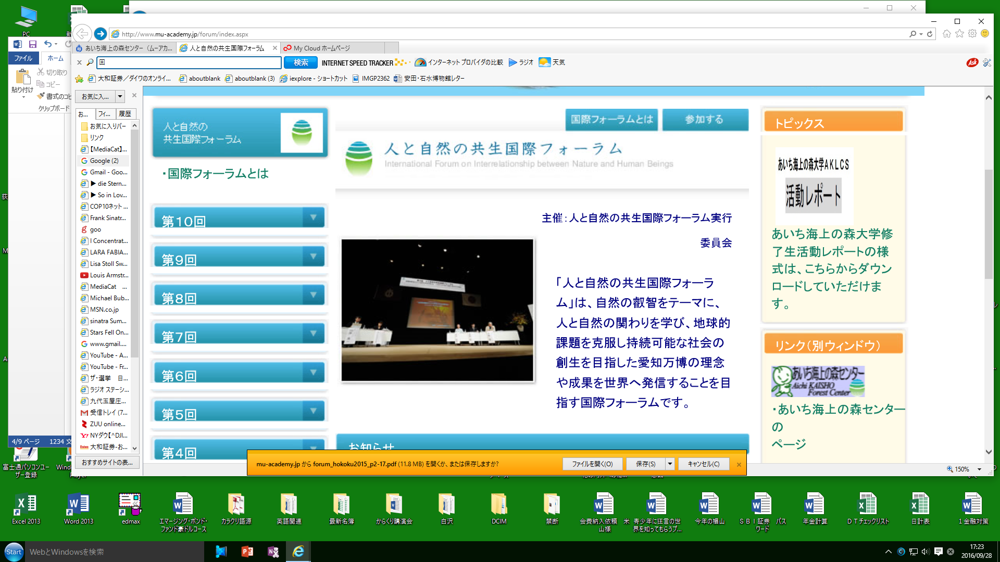 PC
ファイル
ホーム
貼り付け
切り取り
コピー
クリップボード
http://www.mu-academy.jp/forum/index.aspx
あいち海上の森センター（ムーアカ...
人と自然の共生国際フォーラム
My Cloud ホームページ
回
検索
INTERNET SPEED TRACKER
インターネット プロバイダの比較
ラジオ
天気
Ask
大和証券／ダイワのオンライ...
aboutblank
aboutblank (3)
iexplore - ショートカット
IMGP2362
安田・石水博物館レター
お気に入...
お...
フィ...
履歴
お気に入りバー
リンク
【MediaCat】...
Google (2)
Gmail - Goo...
▶ die Stern...
▶ So in Lov...
COP10ネット ...
Frank Sinatr...
goo
I Concentrat...
LARA FABIA...
Lisa Stoll Sw...
Louis Armstr...
MediaCat ...
Michael Bub...
MSN.co.jp
sinatra Sum...
Stars Fell On...
www.gmail....
YouTube - A...
YouTube - Fr...
ザ・選挙 日...
ラジオ ステーシ...
九代玉屋庄...
受信トレイ (7...
ZUU online...
NYダウ【^DJI...
大和証券-お...
おすすめサイトの表...
人と自然の
共生国際フォーラム
・国際フォーラムとは
第10回
第9回
第8回
第7回
第6回
第5回
第4回
国際フォーラムとは
参加する
人と自然の共生国際フォーラム
International Forum on Interrelationship between Nature and Human Beings
主催：人と自然の共生国際フォーラム実行
委員会
「人と自然の共生国際フォーラ
ム」は、自然の叡智をテーマに、
人と自然の関わりを学び、地球的
課題を克服し持続可能な社会の
創生を目指した愛知万博の理念
や成果を世界へ発信することを目
指す国際フォーラムです。
お知らせ
トピックス
あいち海上の森大学AKLCS
活動レポート
あいち海上の森大学修
了生活動レポートの様
式は、こちらからダウン
ロードしていただけま
す。
リンク（別ウィンドウ）
あいち海上の森センター
Aichi KAISHO
Forest Center
・あいち海上の森センター
の
ページ
mu-academy.jp から forum_hokoku2015_p2-17.pdf (11.8 MB) を開くか、または保存しますか?
ファイルを開く(O)
保存(S)
キャンセル(C)
150%
4/9 ページ
1234 文
富士通パソコンユーザー登録
Excel 2013
Word 2013
edmax
エマージング・ボンド・
ファンド豪ドルコース
カラクリ語源
英語関連
最新名簿
からくり講演会
白沢
DCIM
禁断
会費納入依頼 米
山様
青少年に狂言の世
界を知ってもらうプ...
今年の椙山
ＳＢＩ証券 パス
ワード
年金計算
ＤＴチェックリスト
日計表
１金融対策
Start
WebとWindowsを検索
17:23
2016/09/28